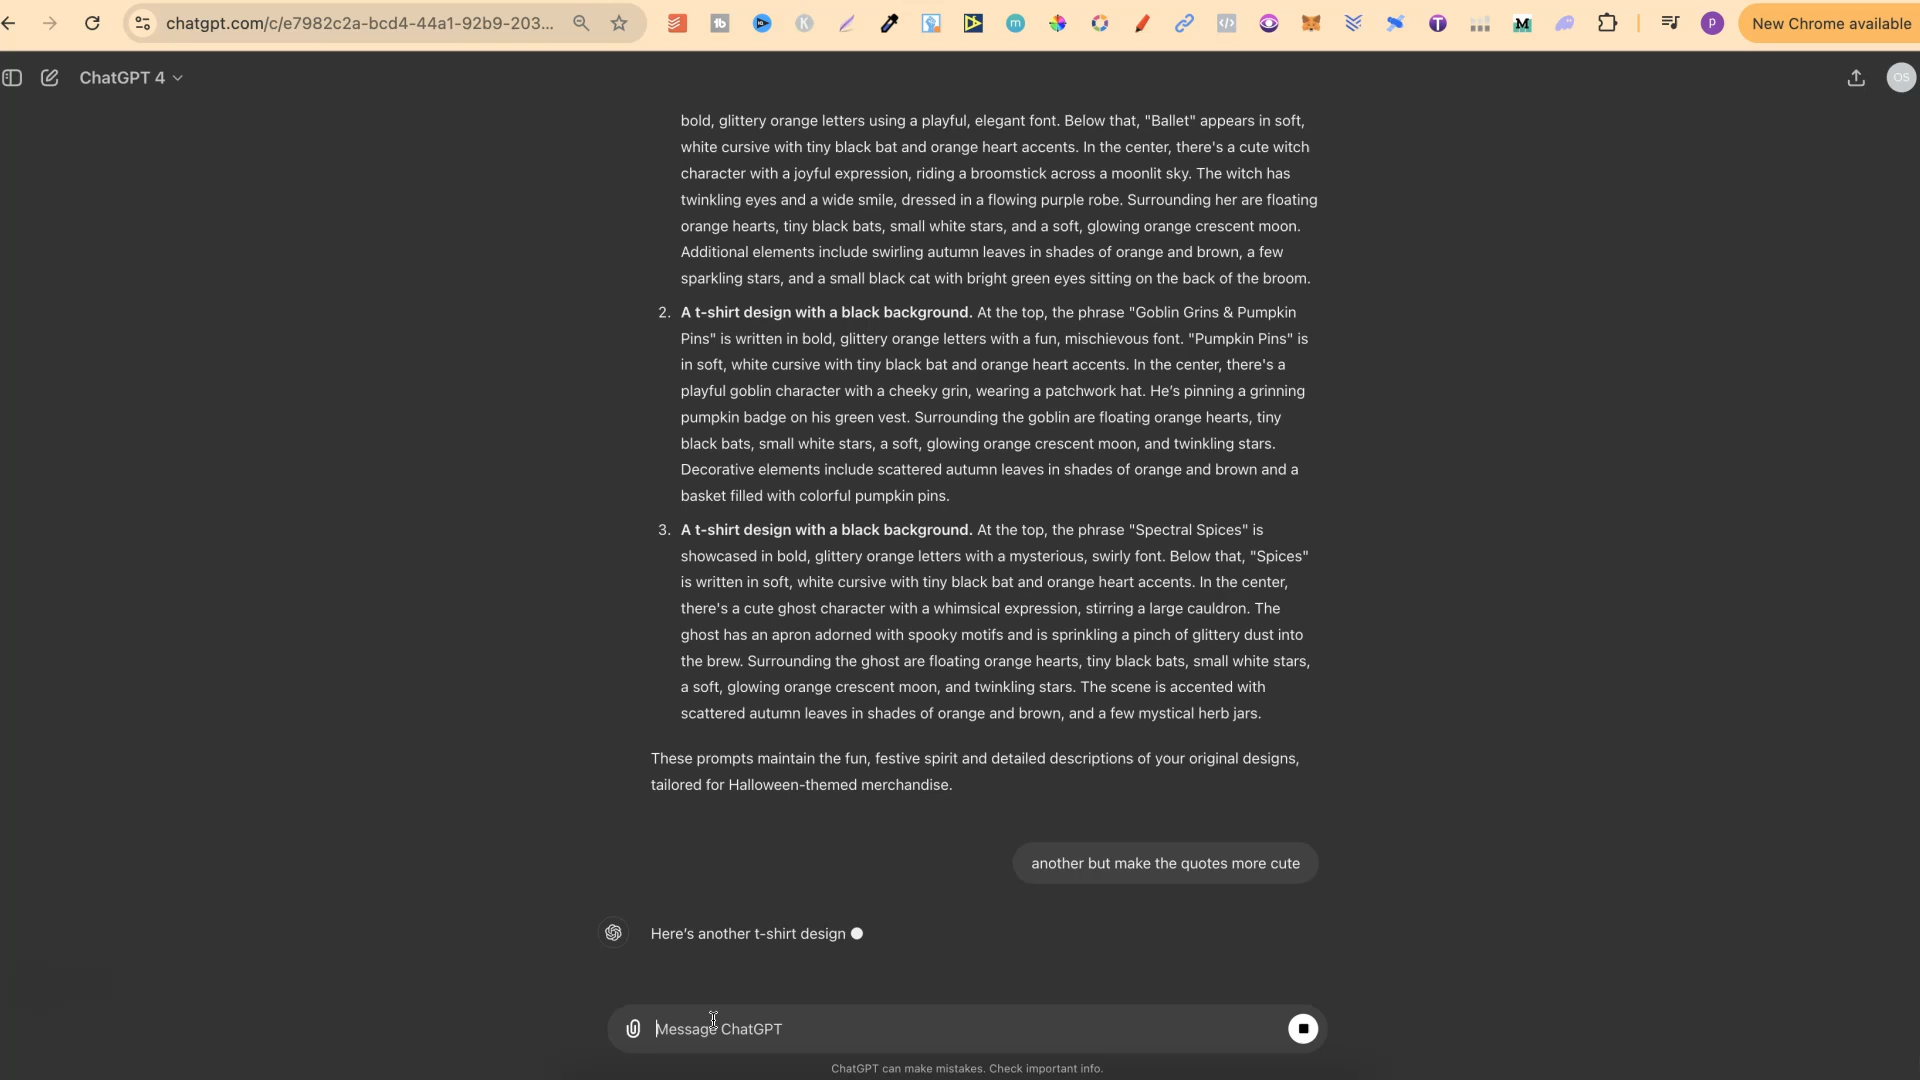 chatgpt.com/c/e7982c2a-bcd4-44a1-92b9-203...
New Chrome available
ChatGPT 4
OS
bold, glittery orange letters using a playful, elegant font. Below that, "Ballet" appears in soft,
white cursive with tiny black bat and orange heart accents. In the center, there's a cute witch
character with a joyful expression, riding a broomstick across a moonlit sky. The witch has
twinkling eyes and a wide smile, dressed in a flowing purple robe. Surrounding her are floating
orange hearts, tiny black bats, small white stars, and a soft, glowing orange crescent moon.
Additional elements include swirling autumn leaves in shades of orange and brown, a few
sparkling stars, and a small black cat with bright green eyes sitting on the back of the broom.
2. A t-shirt design with a black background. At the top, the phrase "Goblin Grins & Pumpkin
Pins" is written in bold, glittery orange letters with a fun, mischievous font. "Pumpkin Pins" is
in soft, white cursive with tiny black bat and orange heart accents. In the center, there's a
playful goblin character with a cheeky grin, wearing a patchwork hat. He's pinning a grinning
pumpkin badge on his green vest. Surrounding the goblin are floating orange hearts, tiny
black bats, small white stars, a soft, glowing orange crescent moon, and twinkling stars.
Decorative elements include scattered autumn leaves in shades of orange and brown and a
basket filled with colorful pumpkin pins.
3. A t-shirt design with a black background. At the top, the phrase "Spectral Spices" is
showcased in bold, glittery orange letters with a mysterious, swirly font. Below that, "Spices"
is written in soft, white cursive with tiny black bat and orange heart accents. In the center,
there's a cute ghost character with a whimsical expression, stirring a large cauldron. The
ghost has an apron adorned with spooky motifs and is sprinkling a pinch of glittery dust into
the brew. Surrounding the ghost are floating orange hearts, tiny black bats, small white stars,
a soft, glowing orange crescent moon, and twinkling stars. The scene is accented with
scattered autumn leaves in shades of orange and brown, and a few mystical herb jars.
These prompts maintain the fun, festive spirit and detailed descriptions of your original designs,
tailored for Halloween-themed merchandise.
another but make the quotes more cute
Here's another t-shirt design
Message ChatGPT
ChatGPT can make mistakes. Check important info.